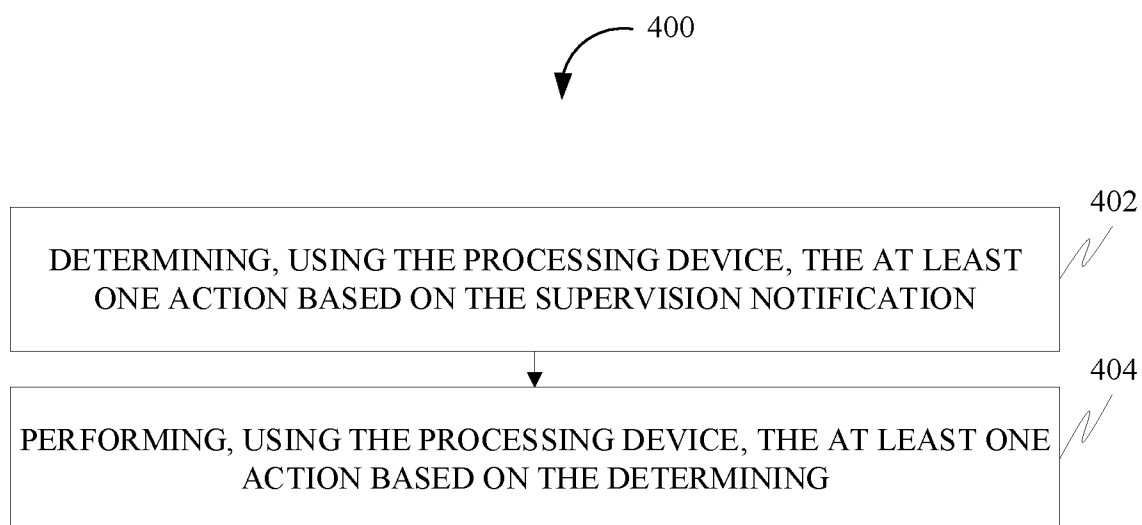 400
402
DETERMINING, USING THE PROCESSING DEVICE, THE AT LEAST
ONE ACTION BASED ON THE SUPERVISION NOTIFICATION
404
PERFORMING, USING THE PROCESSING DEVICE, THE AT LEAST ONE
ACTION BASED ON THE DETERMINING